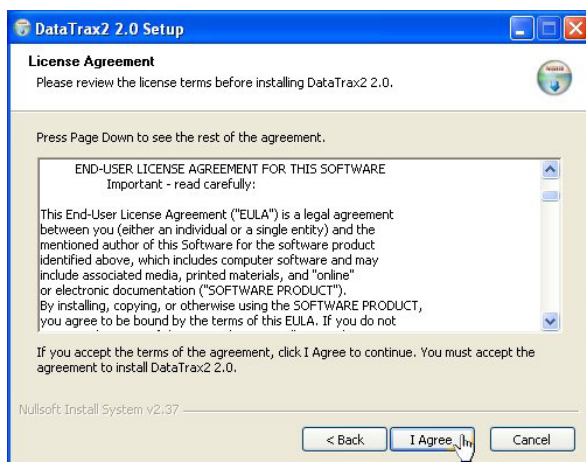 DataTrax2 2.0 Setup
License Agreement
Please review the license terms before installing DataTrax2 2.0.
Press Page Down to see the rest of the agreement.
END-USER LICENSE AGREEMENT FOR THIS SOFTWARE
Important - read carefully:
This End-User License Agreement ("EULA") is a legal agreement
between you (either an individual or a single entity) and the
mentioned author of this Software for the software product
identified above, which includes computer software and may
include associated media, printed materials, and "online"
or electronic documentation ("SOFTWARE PRODUCT").
By installing, copying, or otherwise using the SOFTWARE PRODUCT,
you agree to be bound by the terms of this EULA. If you do not
If you accept the terms of the agreement, click I Agree to continue. You must accept the
agreement to install DataTrax2 2.0.
Nullsoft Install System v2.37
< Back
I Agree
Cancel